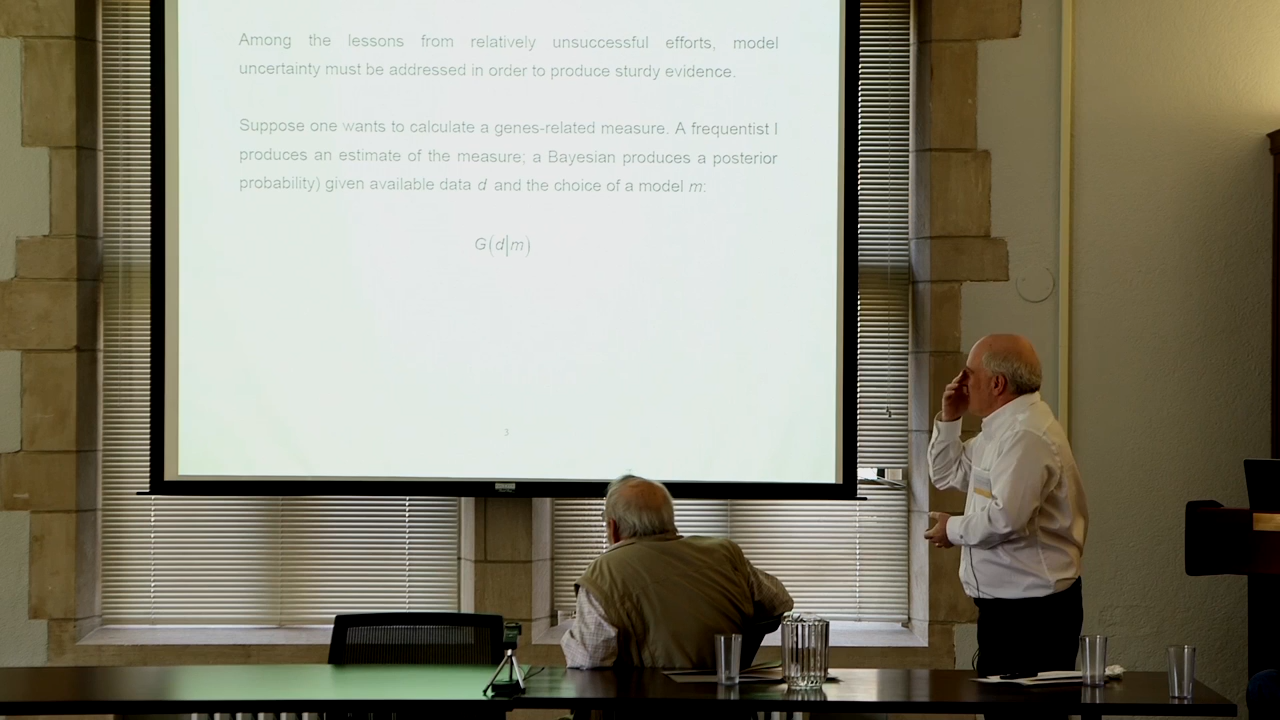 Among the lessons from relatively unsuccessful efforts, model
uncertainty must be addressed in order to produce sturdy evidence.
Suppose one wants to calculate a genes-related measure. A frequentist I
produces an estimate of the measure; a Bayesian produces a posterior
probability) given available data d and the choice of a model m:
G(d|m)
3